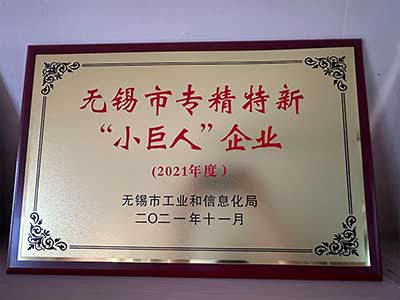 无锡市专精特新
“小巨人”企业
(2021年度)
无锡市工业和信息化局
二〇二一年十一月